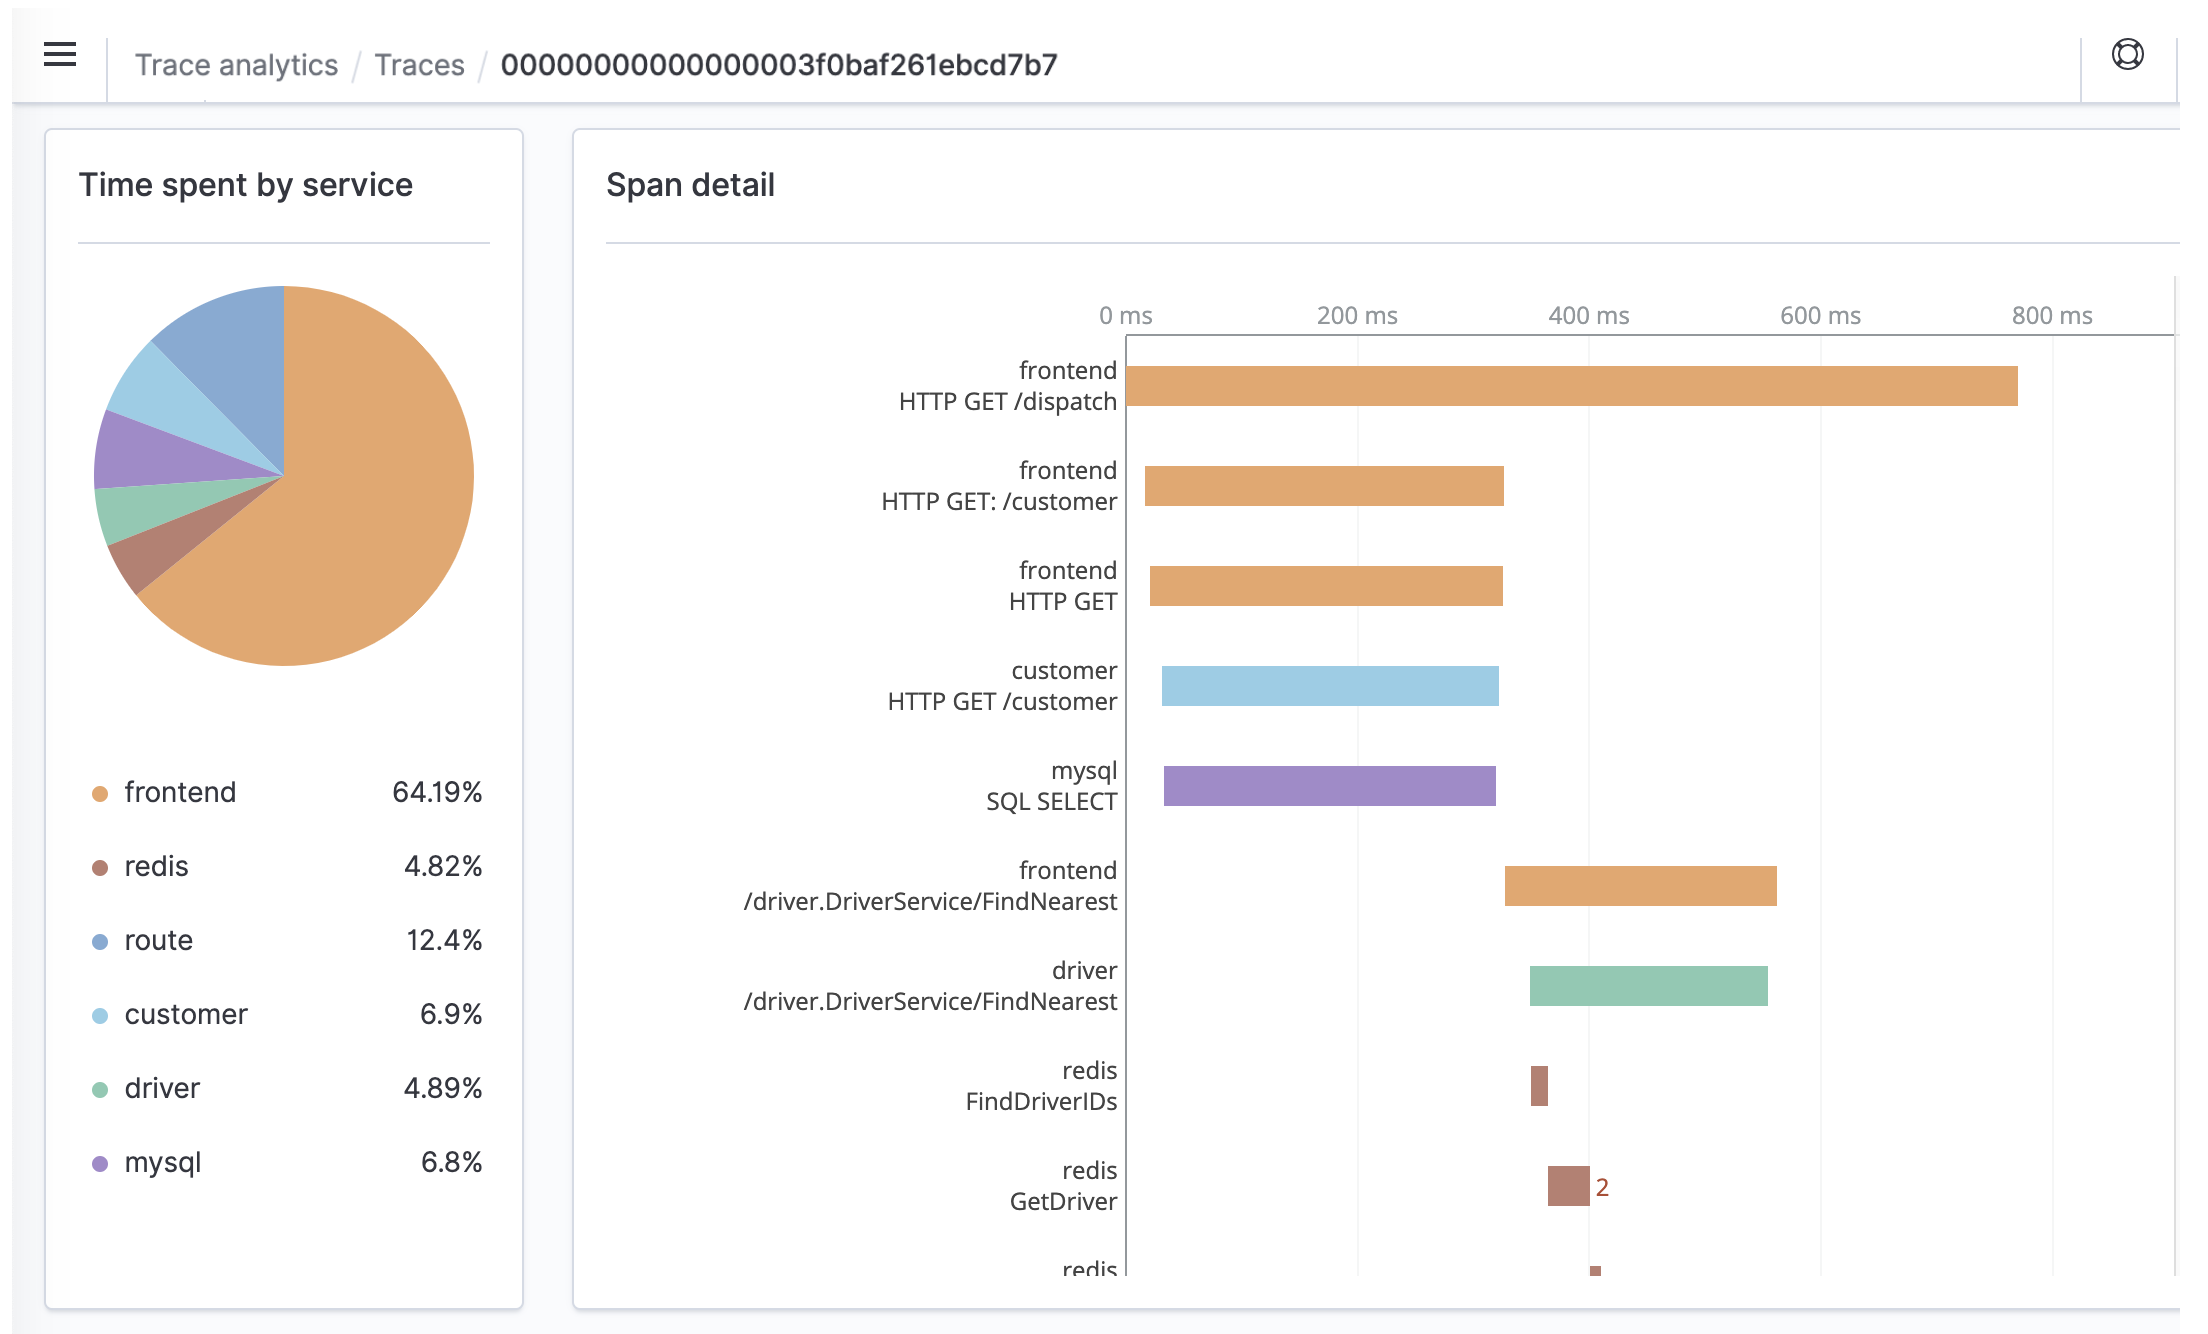 Trace analytics / Traces / 00000000000000003f0baf261ebcd7b7
Time spent by service
frontend 64.19%
redis 4.82%
route 12.4%
customer 6.9%
driver 4.89%
mysql 6.8%
Span detail
0 ms 200 ms 400 ms 600 ms 800 ms
frontend
HTTP GET /dispatch
frontend
HTTP GET: /customer
frontend
HTTP GET
customer
HTTP GET /customer
mysql
SQL SELECT
frontend
/driver.DriverService/FindNearest
driver
/driver.DriverService/FindNearest
redis
FindDriverIDs
redis
GetDriver
2
redis